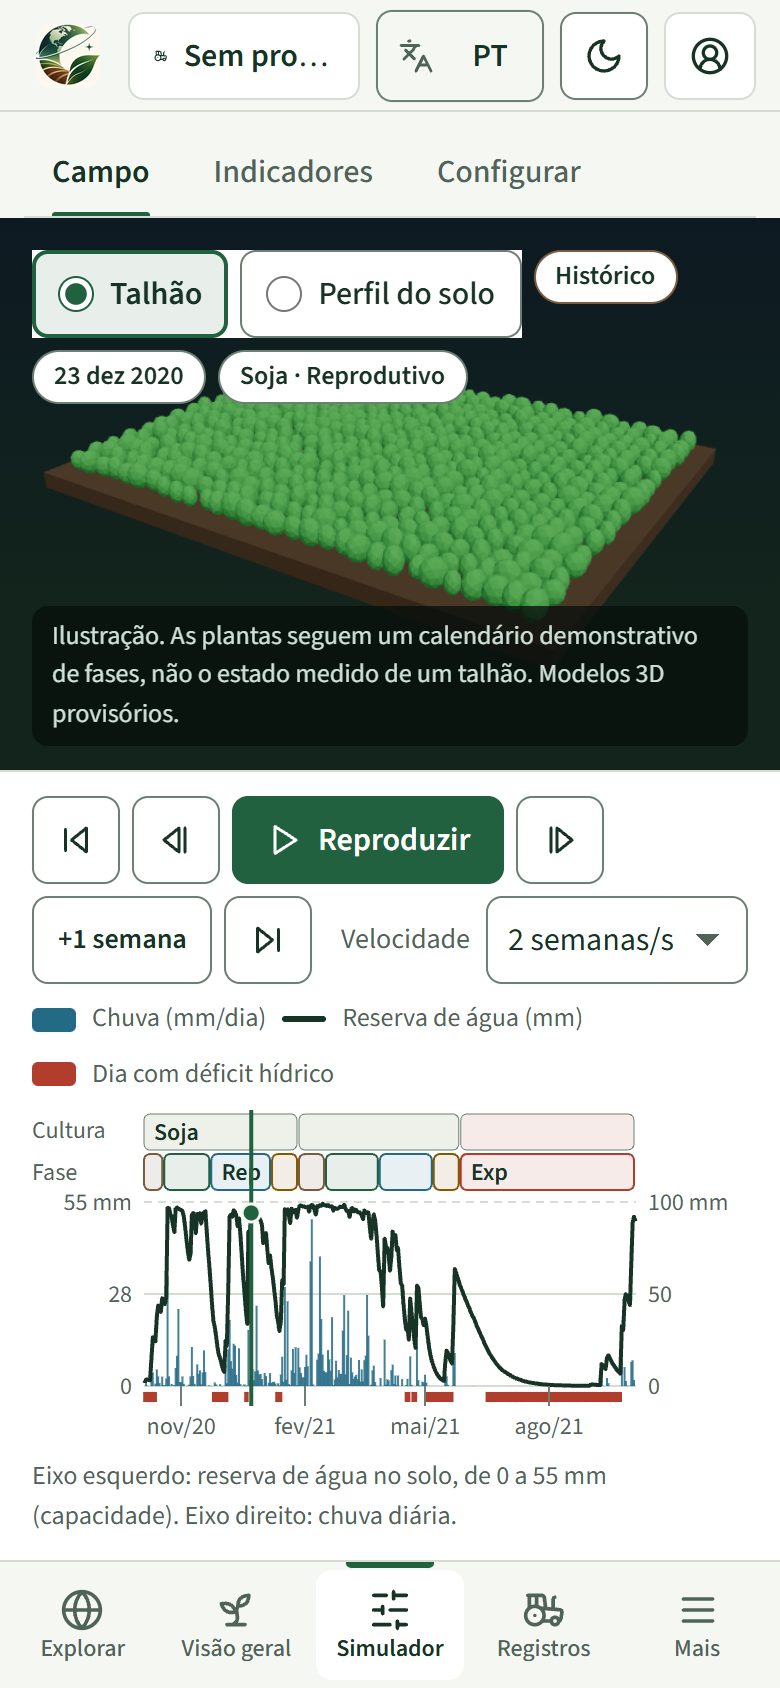 Sem pro...
PT
Campo
Indicadores
Configurar
Talhão
Perfil do solo
Histórico
23 dez 2020
Soja · Reprodutivo
Ilustração. As plantas seguem um calendário demonstrativo
de fases, não o estado medido de um talhão. Modelos 3D
provisórios.
Reproduzir
+1 semana
Velocidade
2 semanas/s
Chuva (mm/dia)
Reserva de água (mm)
Dia com déficit hídrico
Cultura
Soja
Fase
Rep
Exp
55 mm
100 mm
28
50
0
0
nov/20
fev/21
mai/21
ago/21
Eixo esquerdo: reserva de água no solo, de 0 a 55 mm
(capacidade). Eixo direito: chuva diária.
Explorar
Visão geral
Simulador
Registros
Mais